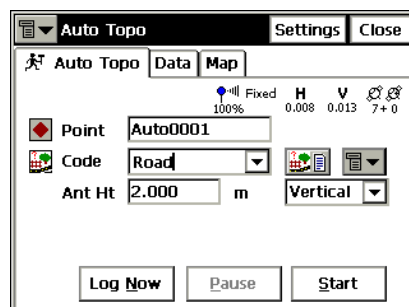 Auto Topo Settings Close
Auto Topo Data Map
Fixed H V
100% 0.008 0.013 7+0
Point Auto0001
Code Road
Ant Ht 2.000 m Vertical
Log Now Pause Start